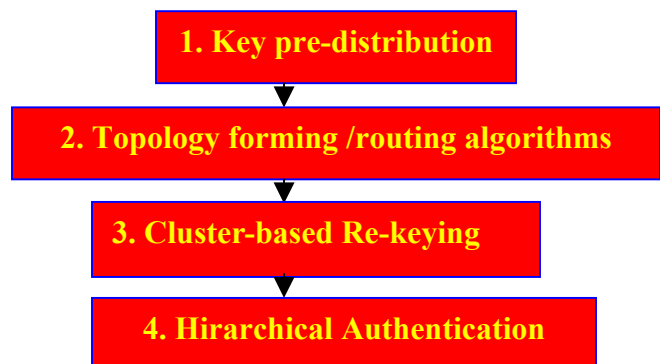 1. Key pre-distribution
2. Topology forming /routing algorithms
3. Cluster-based Re-keying
4. Hirarchical Authentication